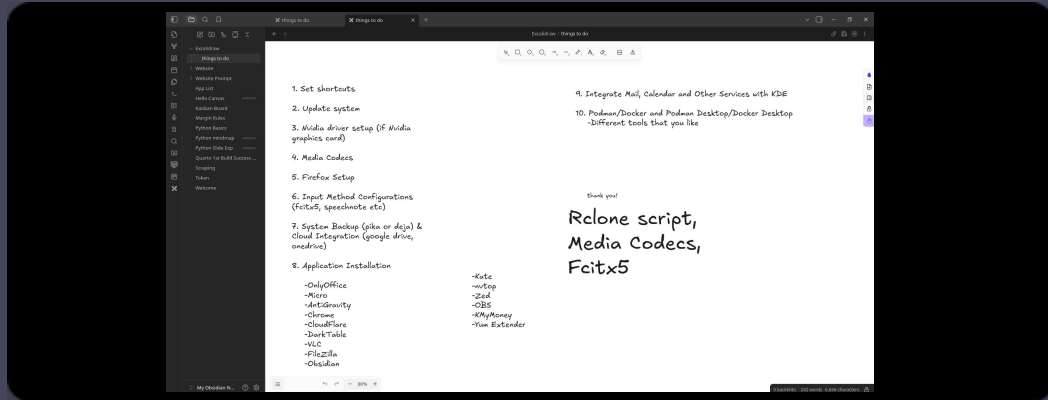 things to do
things to do
Excalidraw / things to do
Excalidraw
things to do
Website
Website Prompt
App List
Hello Canvas
Kanban Board
Margin Rules
Python Basics
Python mindmap
Python Slide Exp
Quarto 1st Build Success ...
Scraping
Token
Welcome
My Obsidian N...
1. Set shortcuts
2. Update system
3. Nvidia driver setup (if Nvidia
graphics card)
4. Media Codecs
5. Firefox Setup
6. Input Method Configurations
(fcitx5, speechnote etc)
7. System Backup (pika or deja) &
Cloud Integration (google drive,
onedrive)
8. Application Installation
-OnlyOffice
-Micro
-AntiGravity
-Chrome
-CloudFlare
-DarkTable
-VLC
-FileZilla
-Obsidian
-Kate
-nvtop
-Zed
-OBS
-KMyMoney
-Yum Extender
9. Integrate Mail, Calendar and Other Services with KDE
10. Podman/Docker and Podman Desktop/Docker Desktop
-Different tools that you like
thank you!
Rclone script,
Media Codecs,
Fcitx5
80%
0 backlinks 242 words